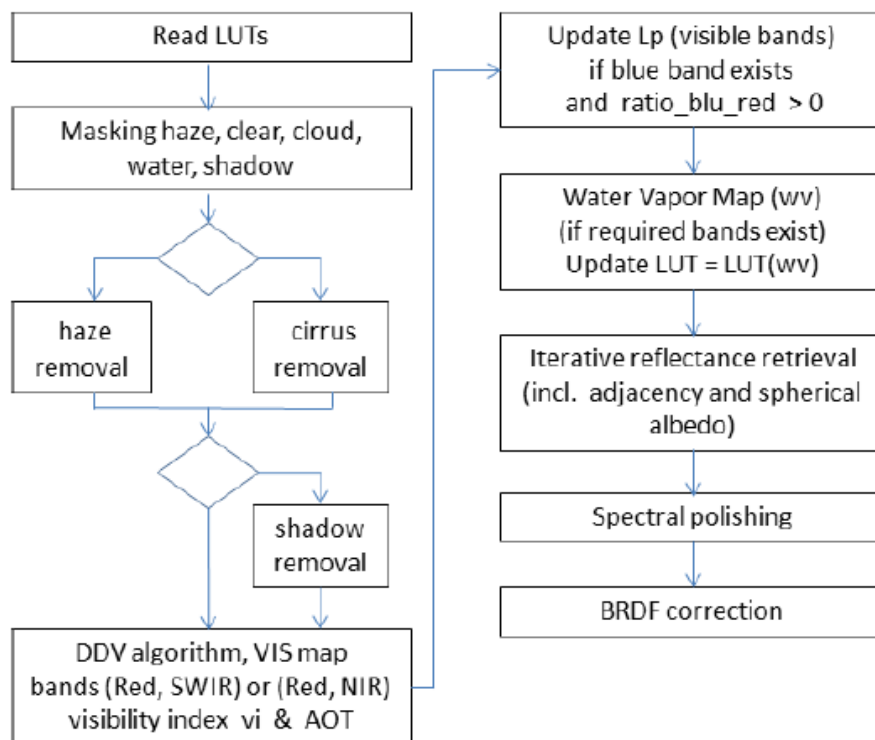 Read LUTs
Masking haze, clear, cloud,
water, shadow
haze
removal
cirrus
removal
shadow
removal
DDV algorithm, VIS map
bands (Red, SWIR) or (Red, NIR)
visibility index vi & AOT
Update Lp (visible bands)
if blue band exists
and ratio_blu_red > 0
Water Vapor Map (wv)
(if required bands exist)
Update LUT = LUT(wv)
Iterative reflectance retrieval
(incl. adjacency and spherical
albedo)
Spectral polishing
BRDF correction